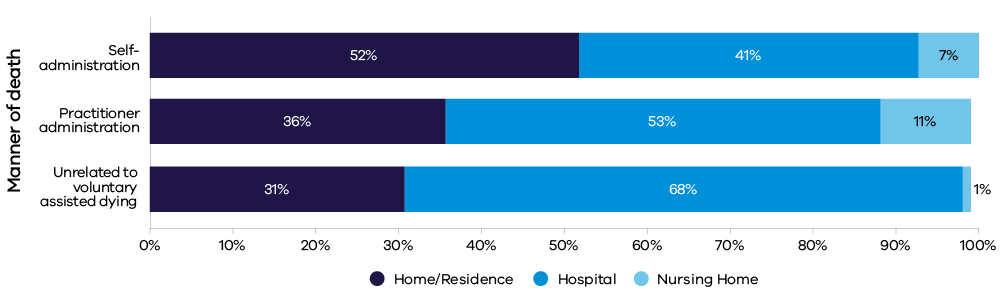 Manner of death
Self-
administration
52%
41%
7%
Practitioner
administration
36%
53%
11%
Unrelated to
voluntary
assisted dying
31%
68%
1%
0%
10%
20%
30%
40%
50%
60%
70%
80%
90%
100%
Home/Residence
Hospital
Nursing Home